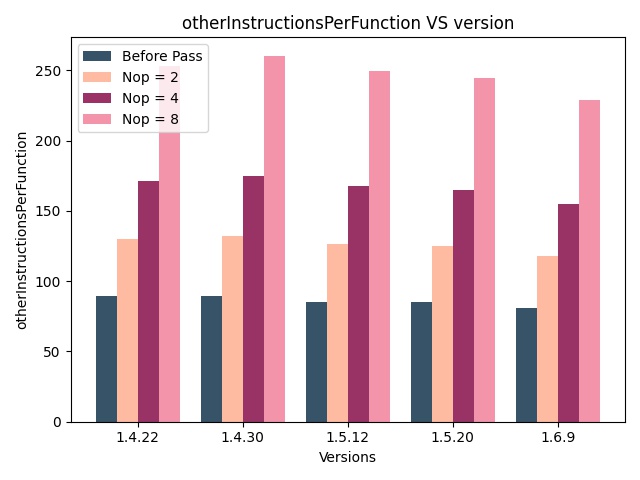 otherInstructionsPerFunction VS version
Before Pass
Nop = 2
Nop = 4
Nop = 8
otherInstructionsPerFunction
250
200
150
100
50
0
1.4.22 1.4.30 1.5.12 1.5.20 1.6.9
Versions